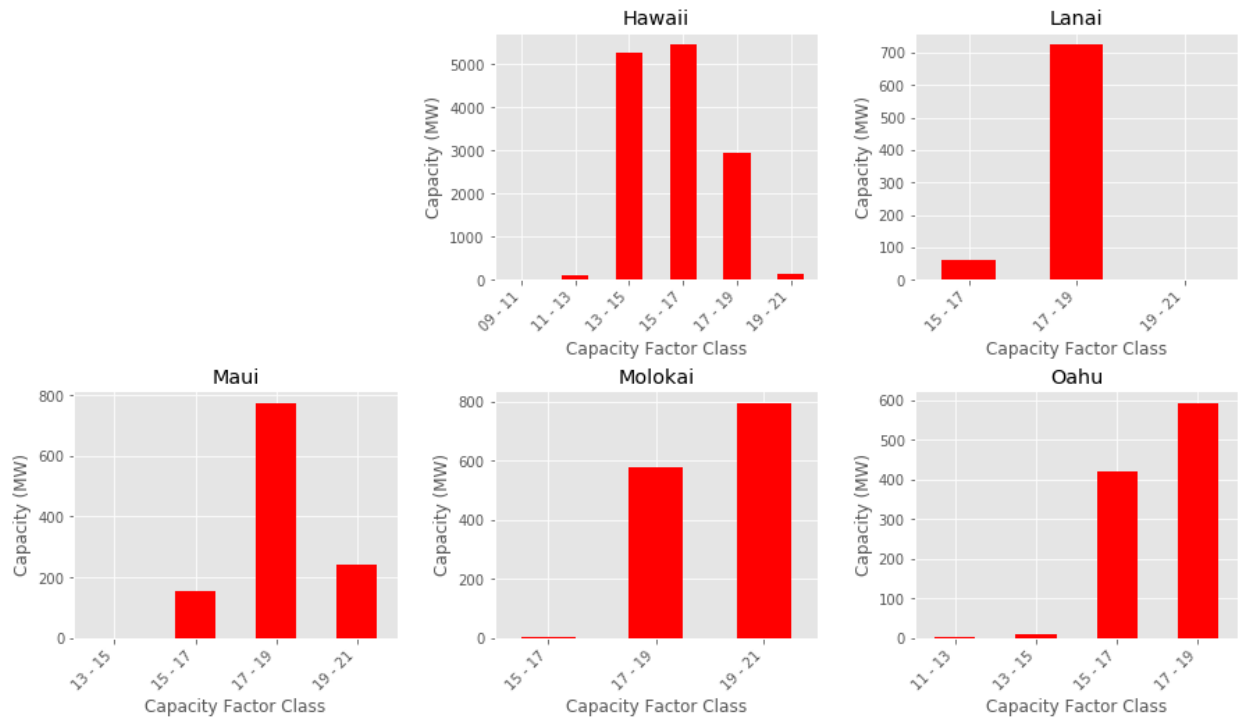 Hawaii
Capacity (MW)
5000
4000
3000
2000
1000
0
09 - 11
11 - 13
13 - 15
15 - 17
17 - 19
19 - 21
Capacity Factor Class
Lanai
Capacity (MW)
700
600
500
400
300
200
100
0
15 - 17
17 - 19
19 - 21
Capacity Factor Class
Maui
Capacity (MW)
800
600
400
200
0
13 - 15
15 - 17
17 - 19
19 - 21
Capacity Factor Class
Molokai
Capacity (MW)
800
600
400
200
0
15 - 17
17 - 19
19 - 21
Capacity Factor Class
Oahu
Capacity (MW)
600
500
400
300
200
100
0
11 - 13
13 - 15
15 - 17
17 - 19
Capacity Factor Class